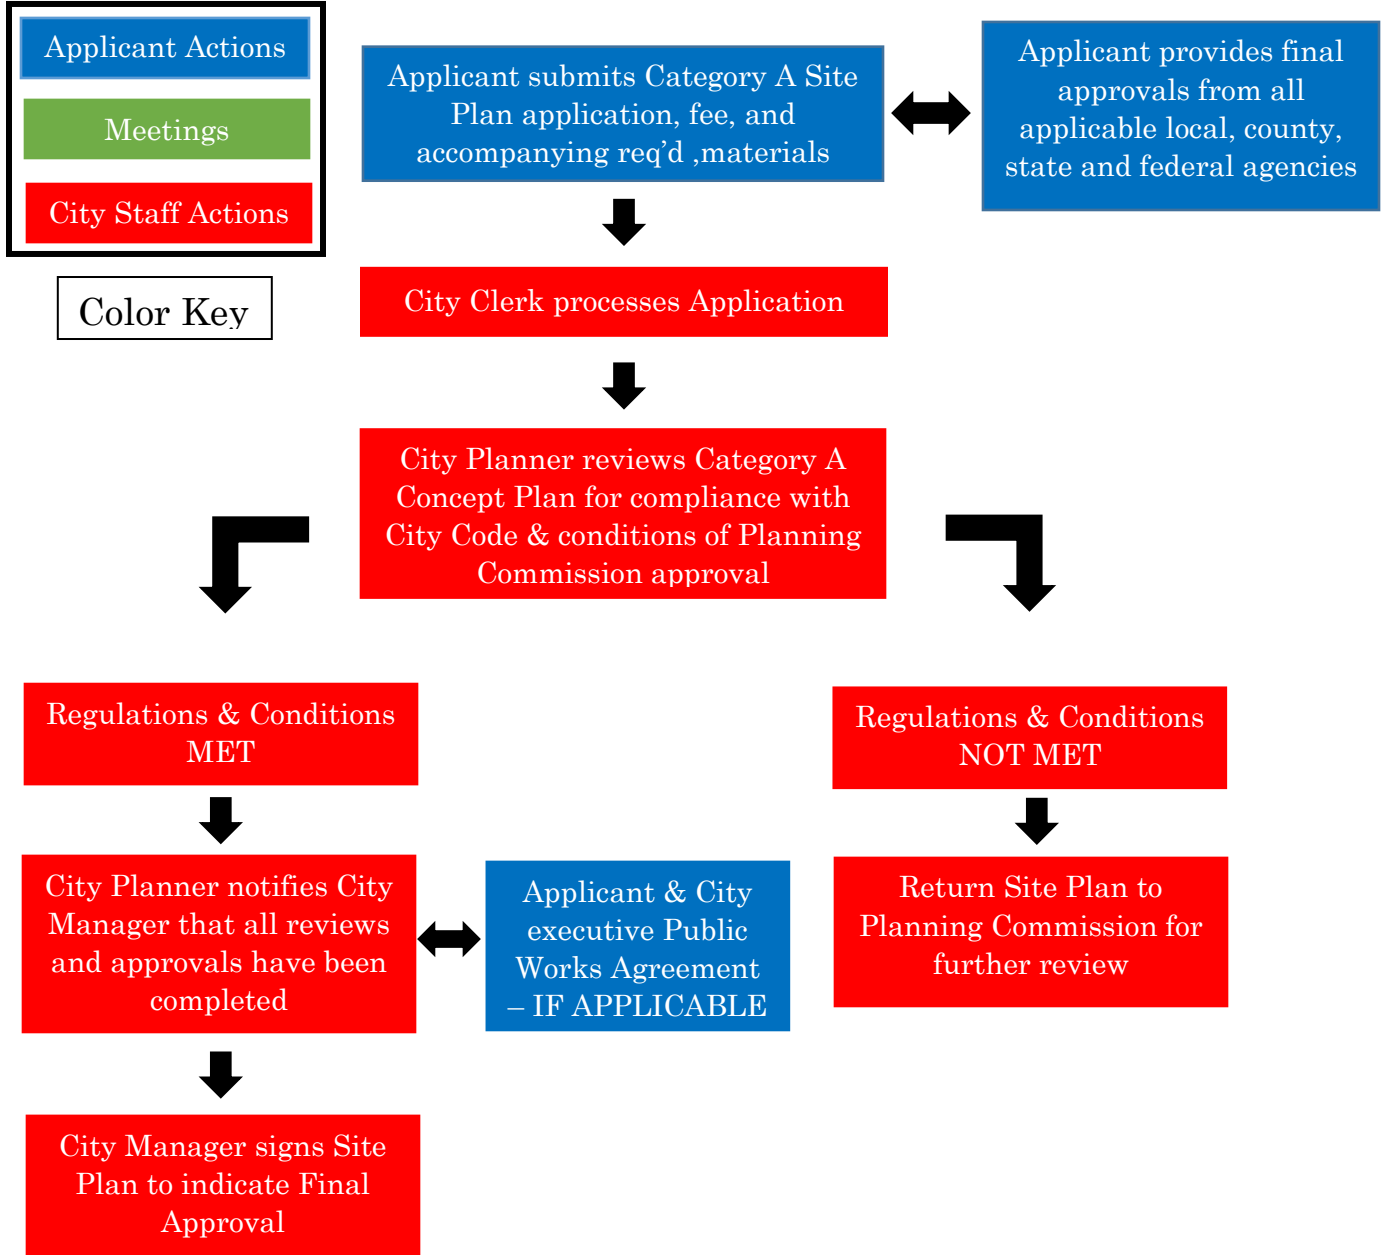 Applicant Actions
Meetings
City Staff Actions
Color Key
Applicant submits Category A Site
Plan application, fee, and
accompanying req’d ,materials
Applicant provides final
approvals from all
applicable local, county,
state and federal agencies
City Clerk processes Application
City Planner reviews Category A
Concept Plan for compliance with
City Code & conditions of Planning
Commission approval
Regulations & Conditions
MET
Regulations & Conditions
NOT MET
City Planner notifies City
Manager that all reviews
and approvals have been
completed
Applicant & City
executive Public
Works Agreement
– IF APPLICABLE
Return Site Plan to
Planning Commission for
further review
City Manager signs Site
Plan to indicate Final
Approval